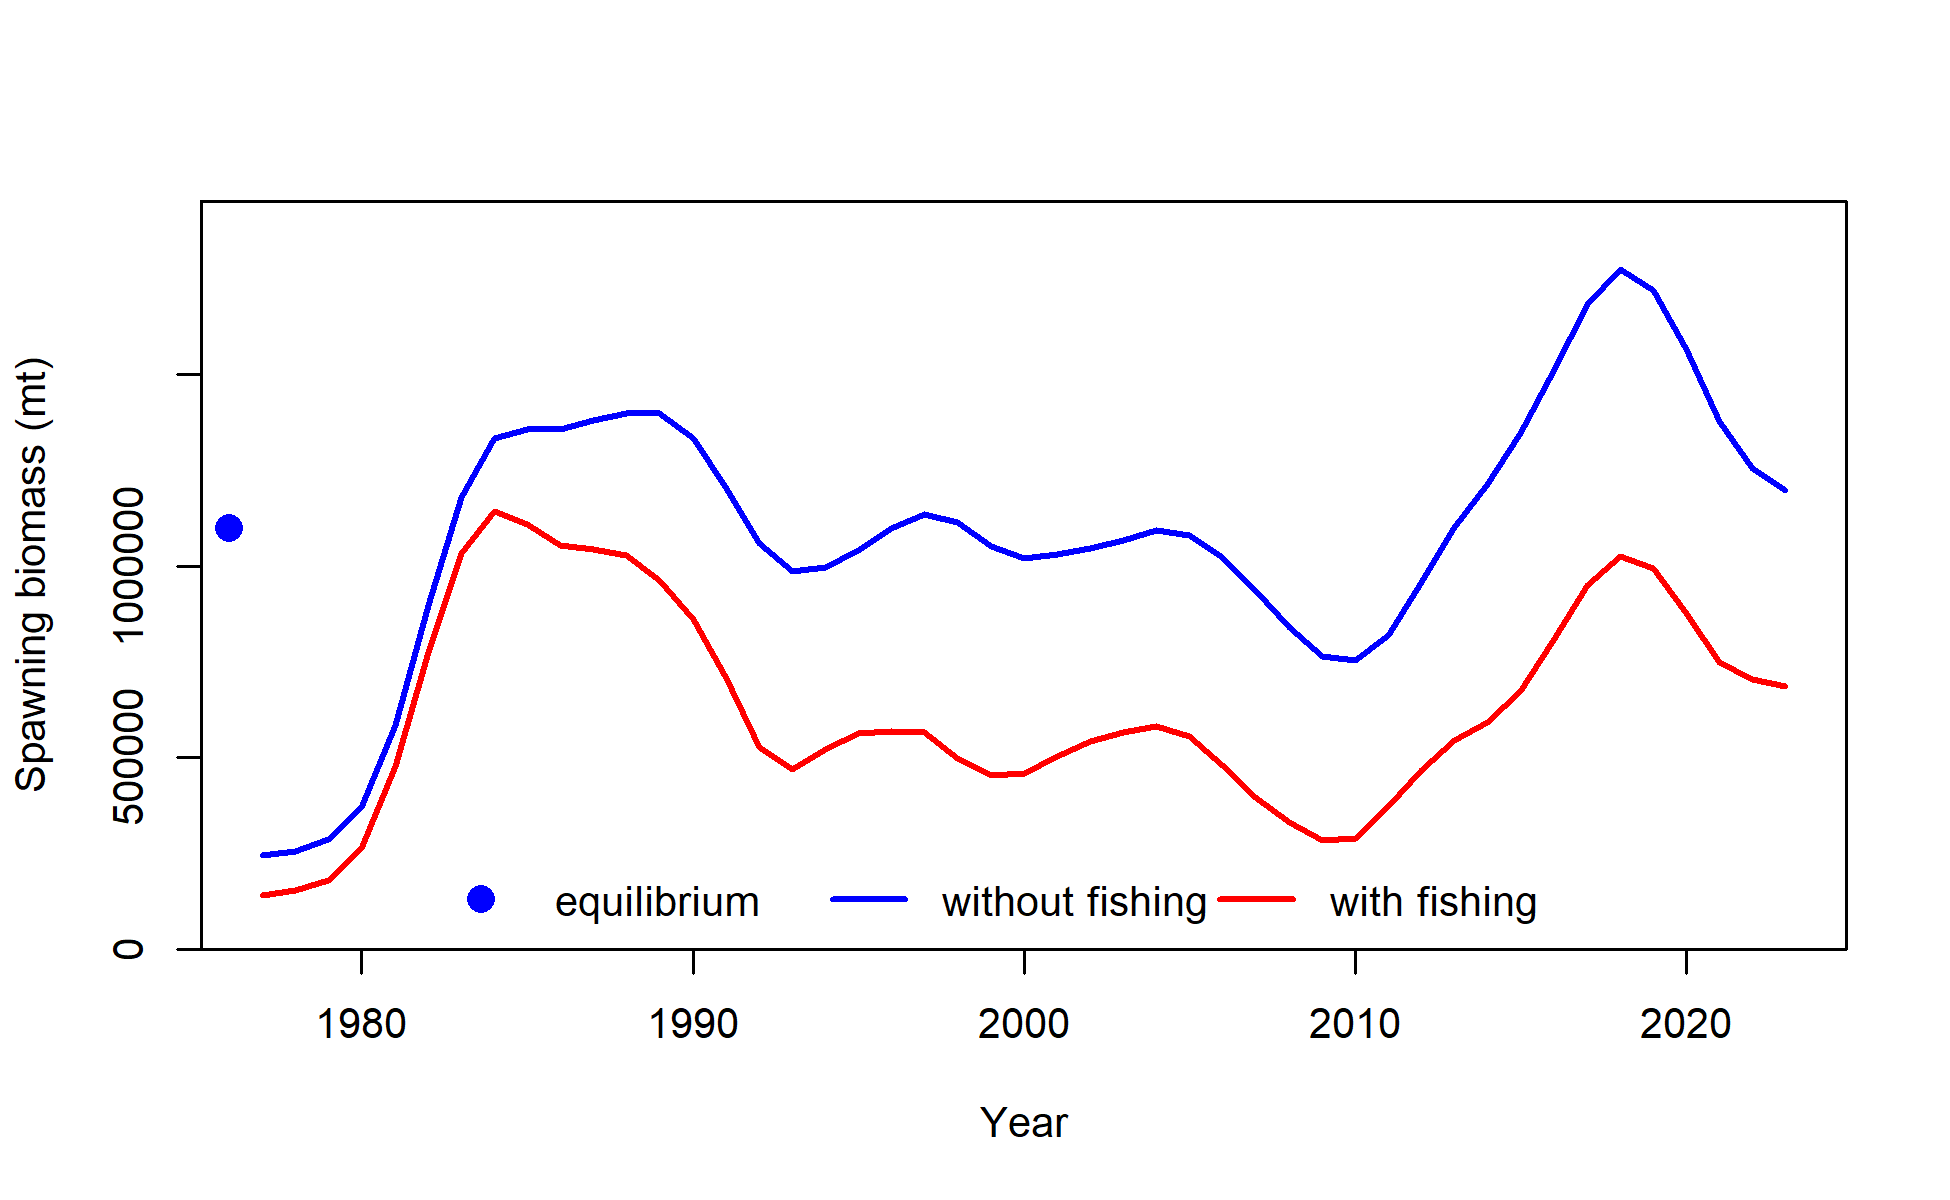 Spawning biomass (mt)
1000000
500000
0
equilibrium without fishing with fishing
1980 1990 2000 2010 2020
Year